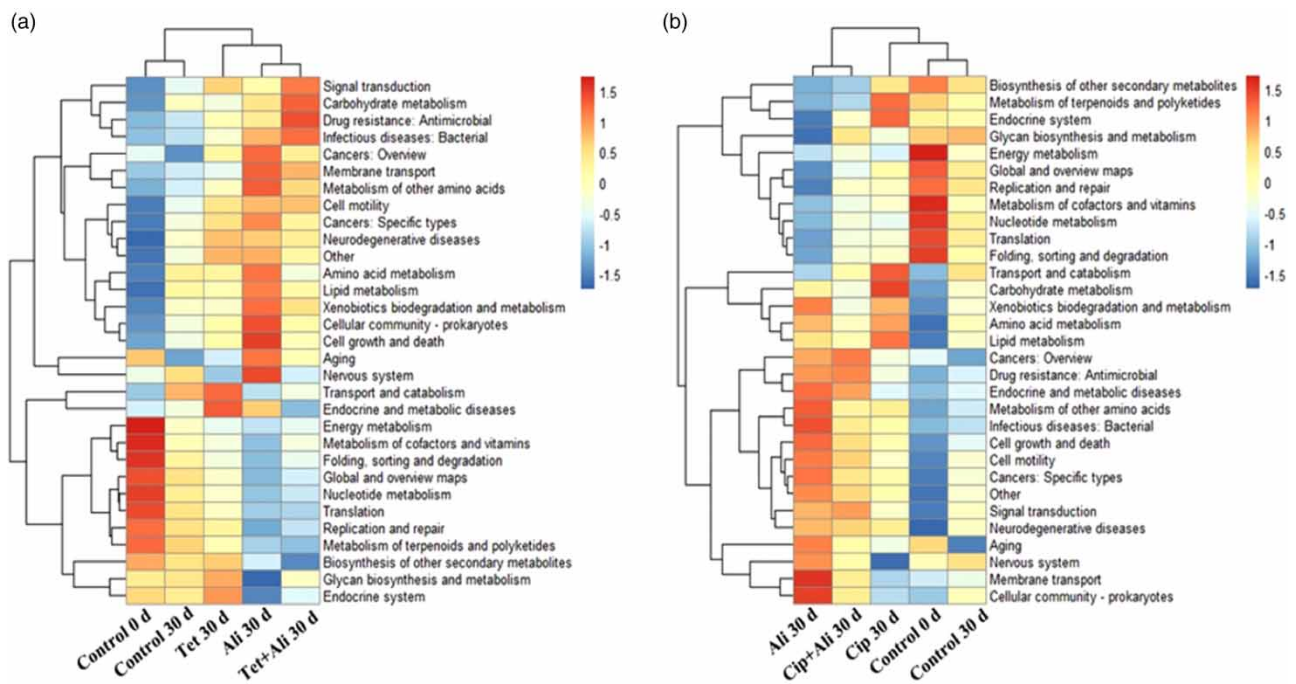 (a)
Signal transduction
Carbohydrate metabolism
Drug resistance: Antimicrobial
Infectious diseases: Bacterial
Cancers: Overview
Membrane transport
Metabolism of other amino acids
Cell motility
Cancers: Specific types
Neurodegenerative diseases
Other
Amino acid metabolism
Lipid metabolism
Xenobiotics biodegradation and metabolism
Cellular community - prokaryotes
Cell growth and death
Aging
Nervous system
Transport and catabolism
Endocrine and metabolic diseases
Energy metabolism
Metabolism of cofactors and vitamins
Folding, sorting and degradation
Global and overview maps
Nucleotide metabolism
Translation
Replication and repair
Metabolism of terpenoids and polyketides
Biosynthesis of other secondary metabolites
Glycan biosynthesis and metabolism
Endocrine system
Control 0 d
Control 30 d
Tet 30 d
Ali 30 d
Tet+Ali 30 d
1.5
1
0.5
0
-0.5
-1
-1.5
(b)
Biosynthesis of other secondary metabolites
Metabolism of terpenoids and polyketides
Endocrine system
Glycan biosynthesis and metabolism
Energy metabolism
Global and overview maps
Replication and repair
Metabolism of cofactors and vitamins
Nucleotide metabolism
Translation
Folding, sorting and degradation
Transport and catabolism
Carbohydrate metabolism
Xenobiotics biodegradation and metabolism
Amino acid metabolism
Lipid metabolism
Cancers: Overview
Drug resistance: Antimicrobial
Endocrine and metabolic diseases
Metabolism of other amino acids
Infectious diseases: Bacterial
Cell growth and death
Cell motility
Cancers: Specific types
Other
Signal transduction
Neurodegenerative diseases
Aging
Nervous system
Membrane transport
Cellular community - prokaryotes
Ali 30 d
Cip+Ali 30 d
Cip 30 d
Control 0 d
Control 30 d
1.5
1
0.5
0
-0.5
-1
-1.5